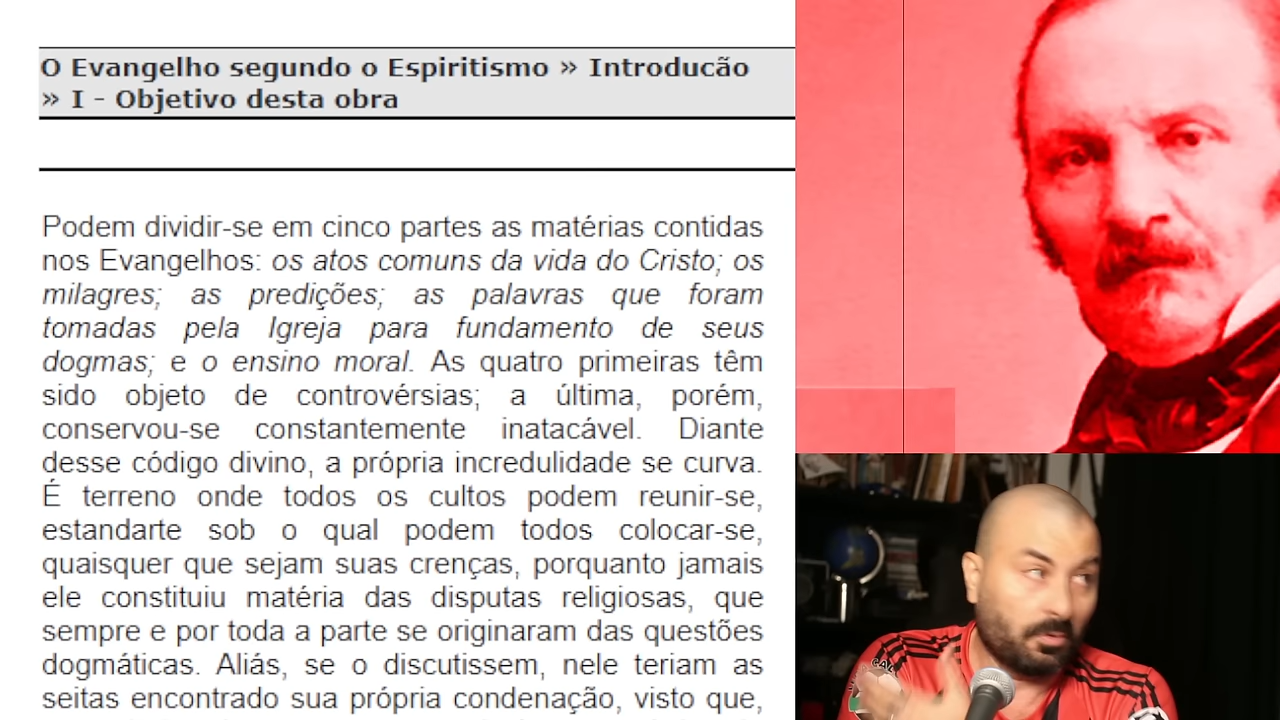 O Evangelho segundo o Espiritismo » Introducão
» I - Objetivo desta obra
Podem dividir-se em cinco partes as matérias contidas
nos Evangelhos: os atos comuns da vida do Cristo; os
milagres; as predições; as palavras que foram
tomadas pela Igreja para fundamento de seus
dogmas; e o ensino moral. As quatro primeiras têm
sido objeto de controvérsias; a última, porém,
conservou-se constantemente inatacável. Diante
desse código divino, a própria incredulidade se curva.
É terreno onde todos os cultos podem reunir-se,
estandarte sob o qual podem todos colocar-se,
quaisquer que sejam suas crenças, porquanto jamais
ele constituiu matéria das disputas religiosas, que
sempre e por toda a parte se originaram das questões
dogmáticas. Aliás, se o discutissem, nele teriam as
seitas encontrado sua própria condenação, visto que,